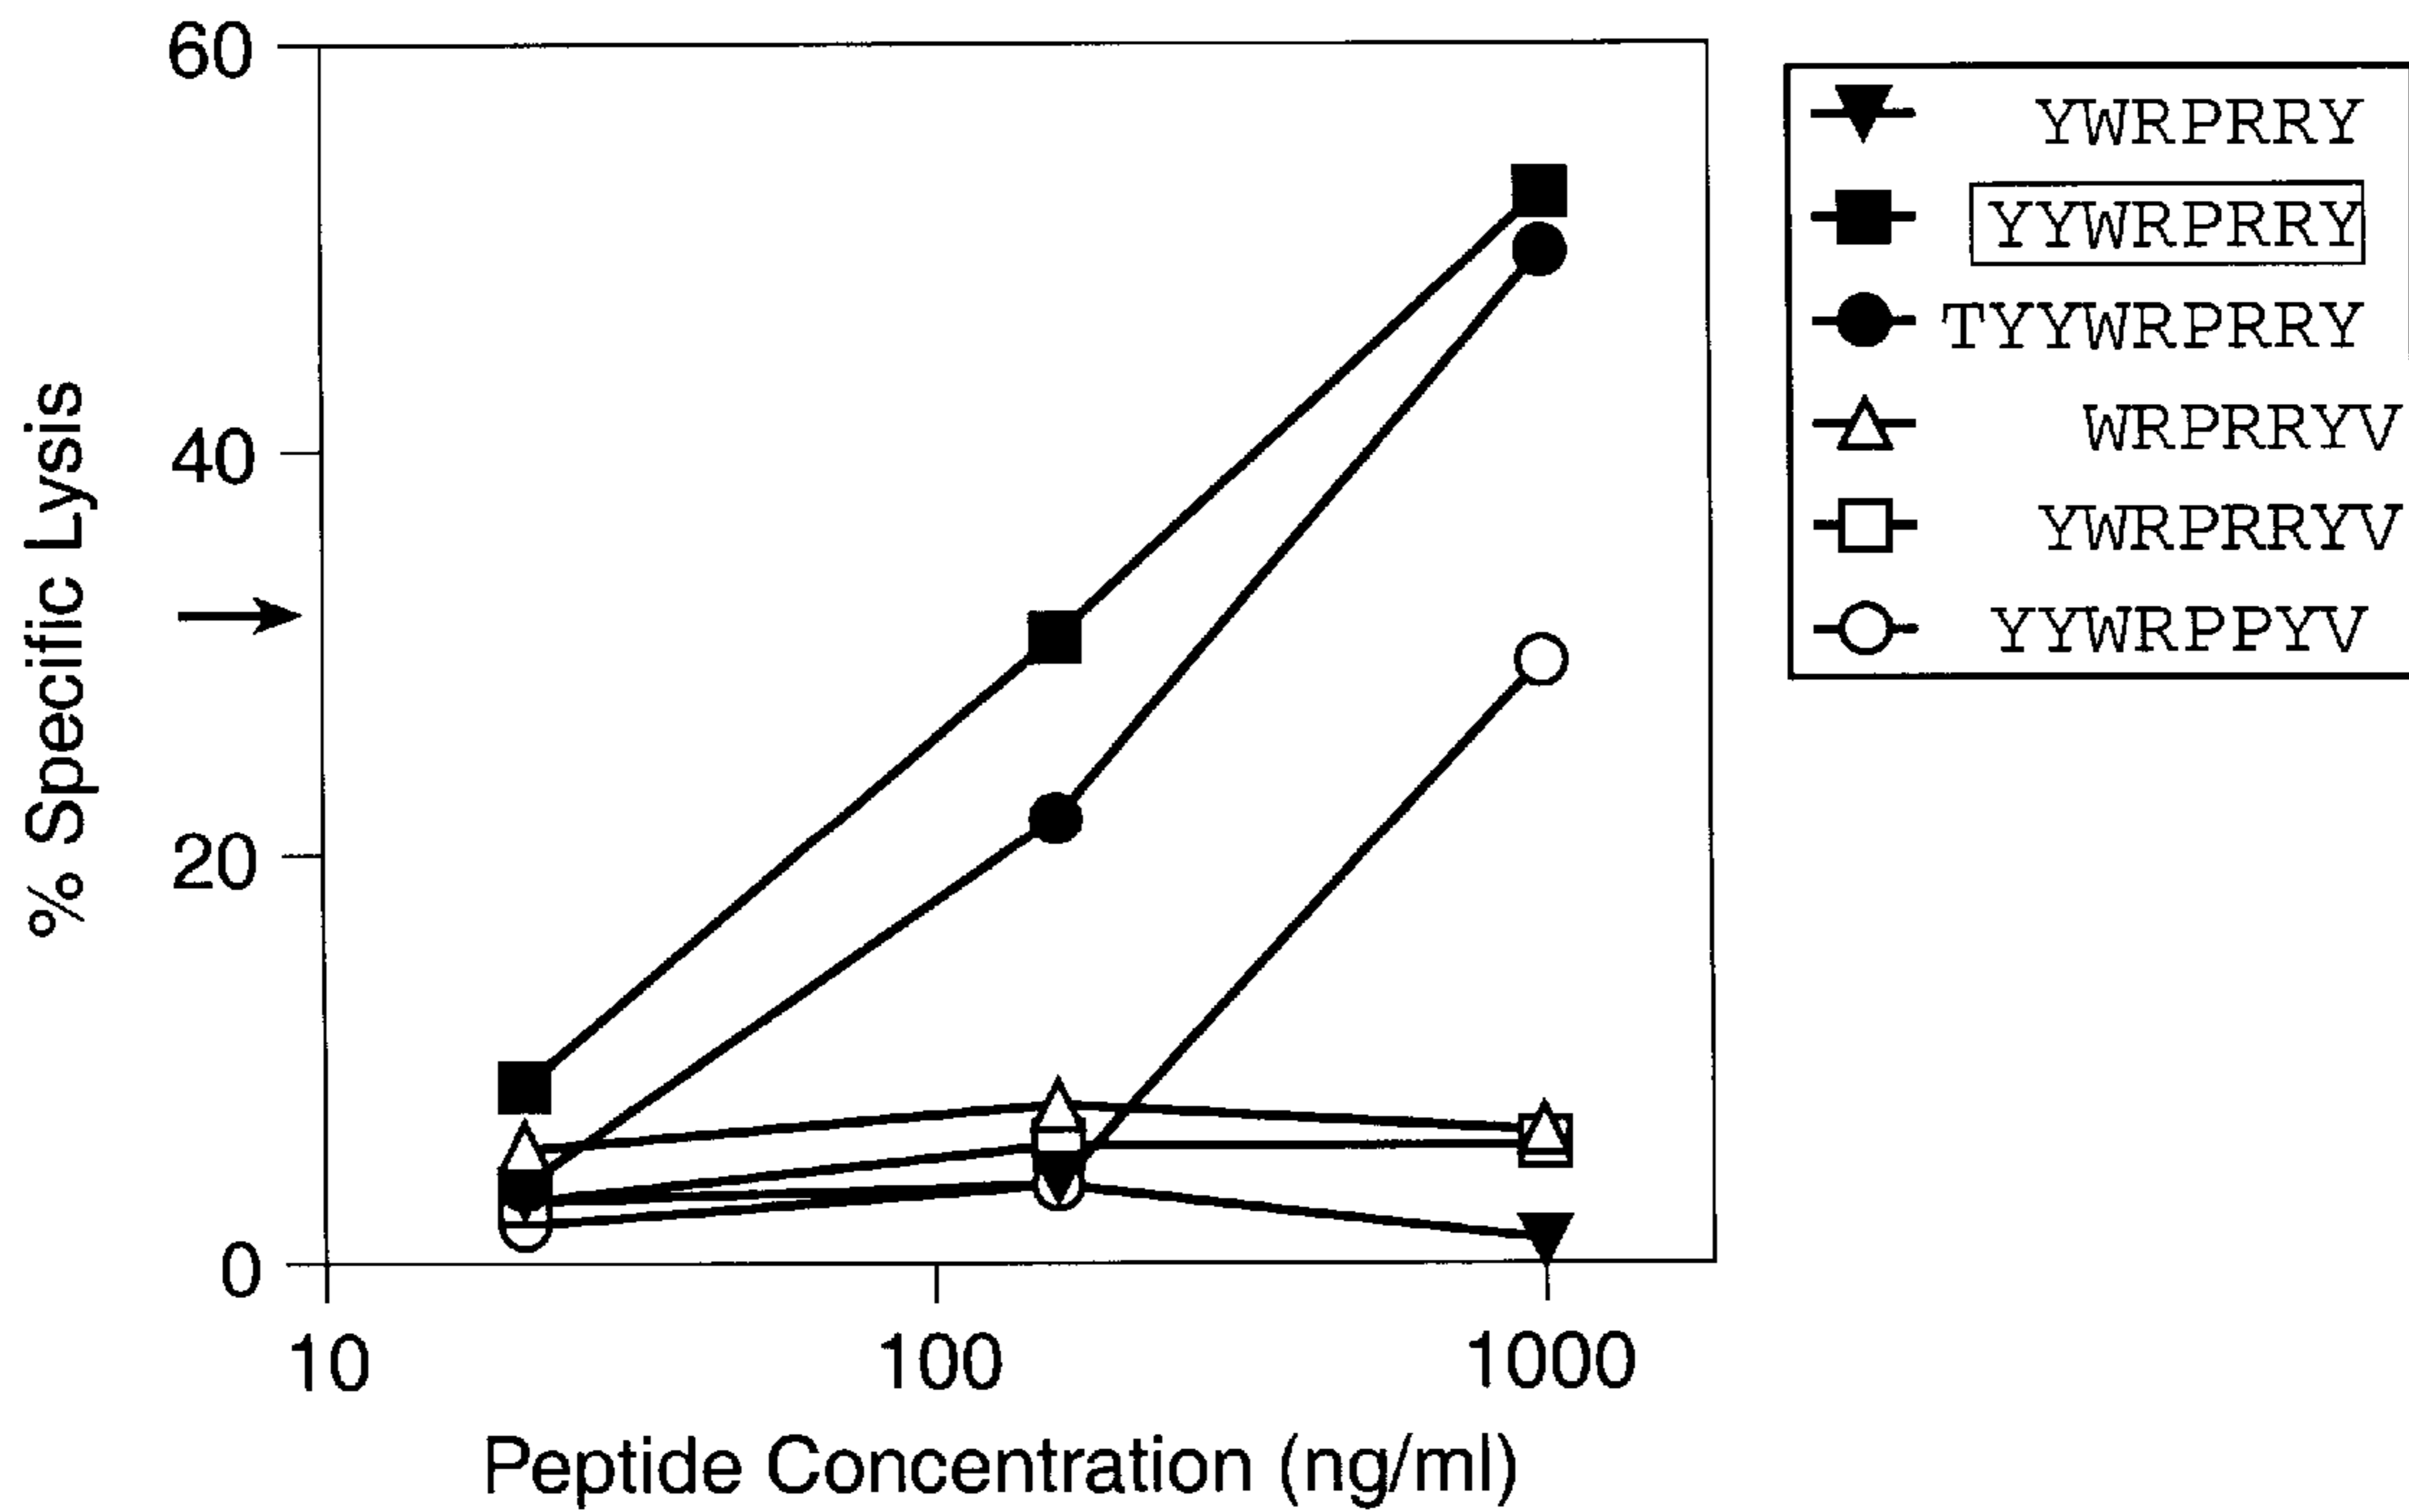 60
40
20
0
% Specific Lysis
10 100 1000
Peptide Concentration (ng/ml)
YWRPRRY
YYWRPRRY
TYYWRPRRY
WRPRRYV
YWRPRRYV
YYWRPPYV